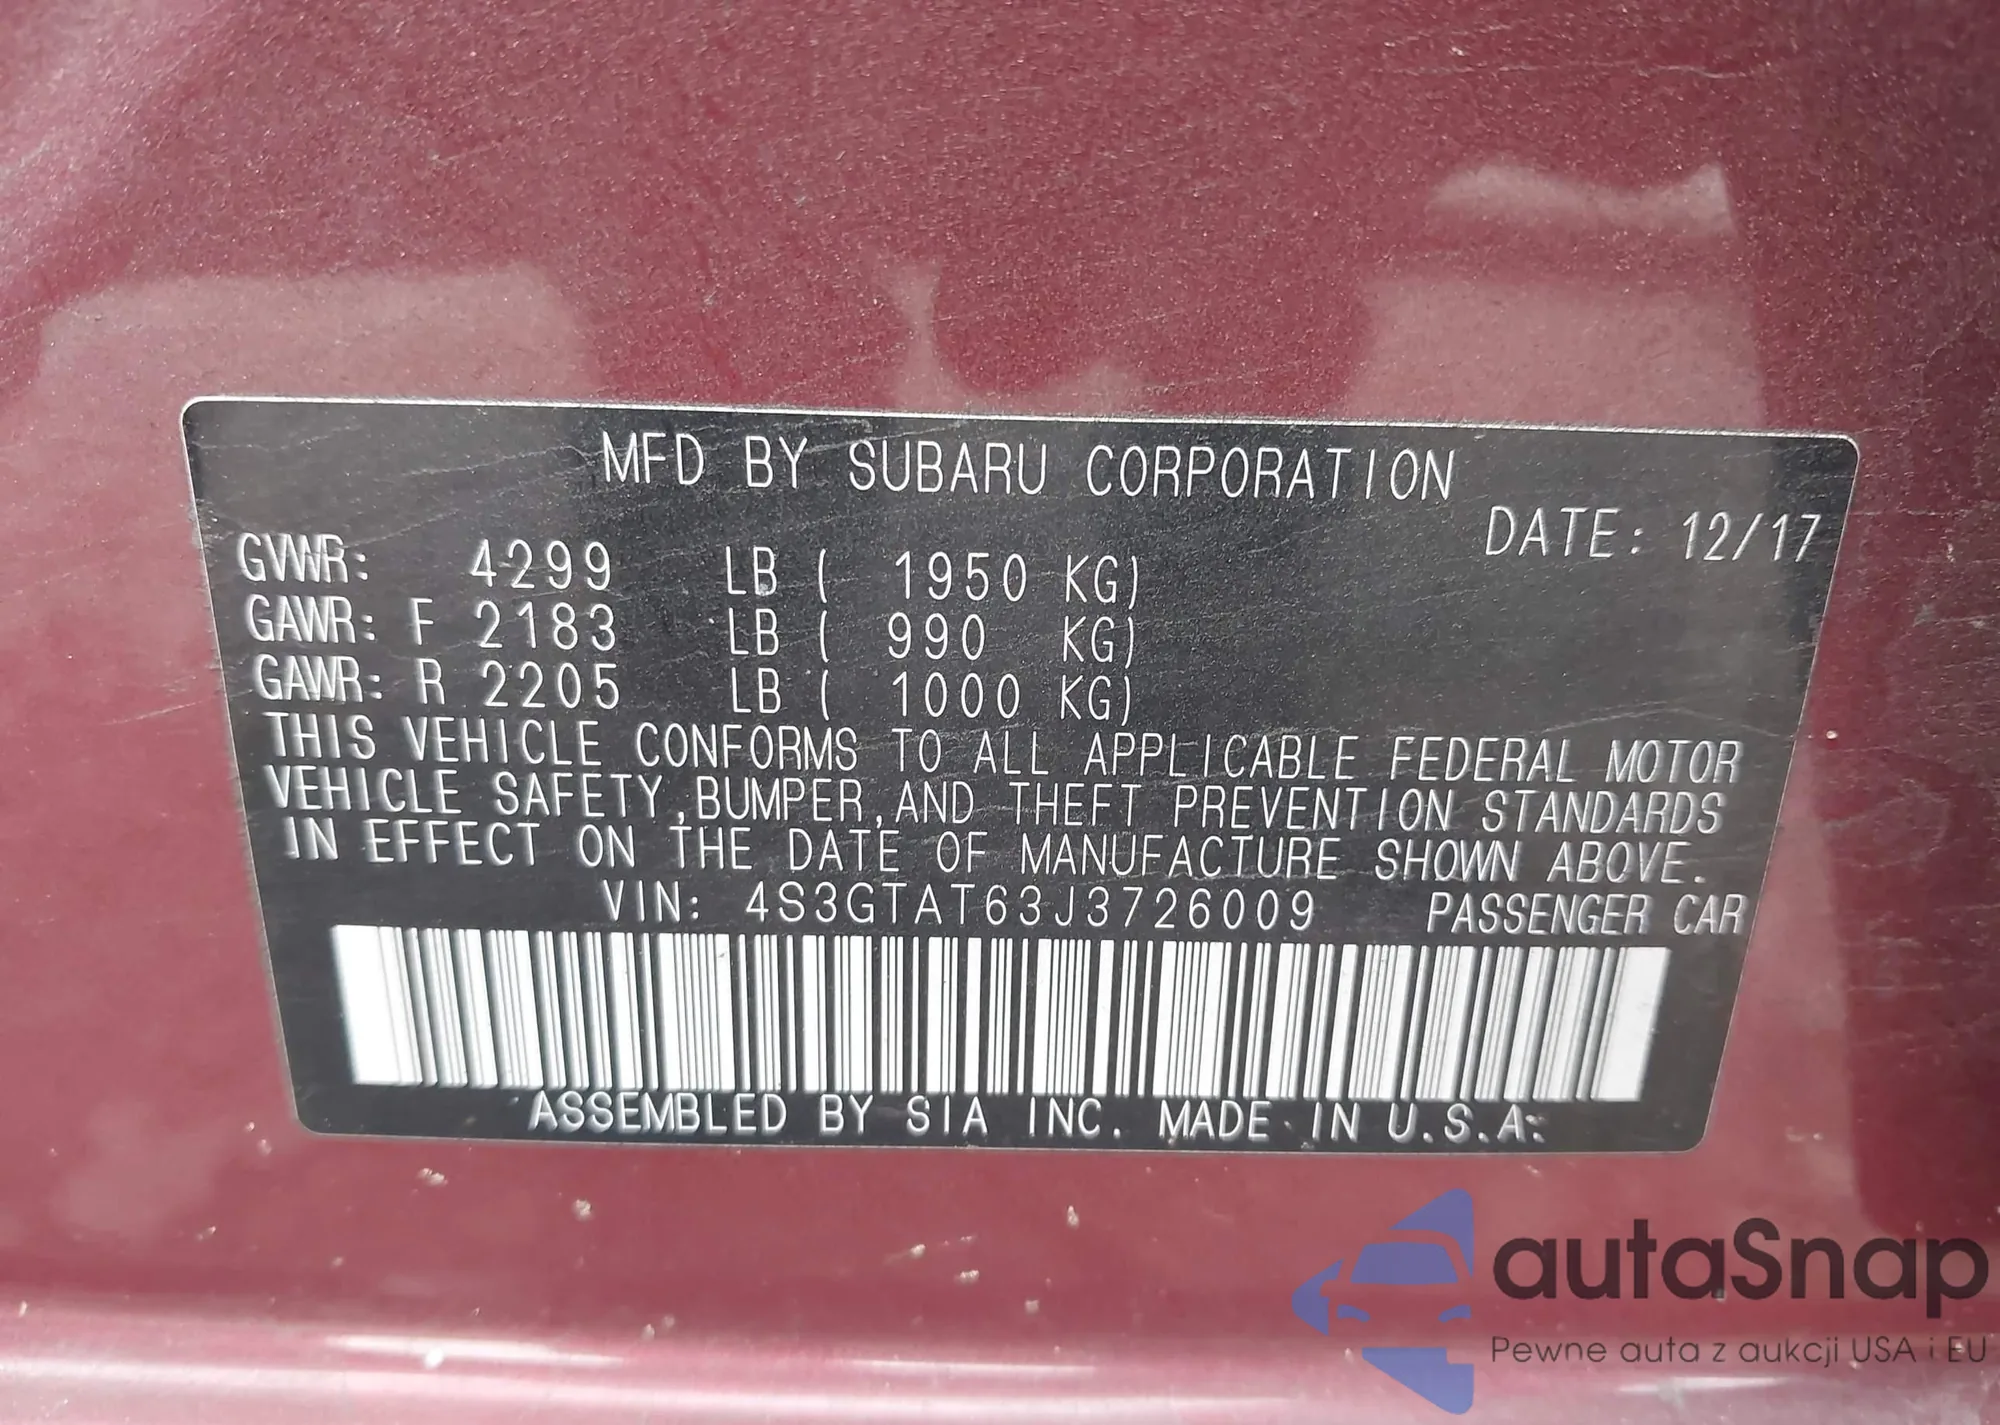 MFD BY SUBARU CORPORATION
DATE: 12/17
GVWR: 4299 LB ( 1950 KG)
GAWR: F 2183 LB ( 990 KG)
GAWR: R 2205 LB ( 1000 KG)
THIS VEHICLE CONFORMS TO ALL APPLICABLE FEDERAL MOTOR
VEHICLE SAFETY,BUMPER,AND THEFT PREVENTION STANDARDS
IN EFFECT ON THE DATE OF MANUFACTURE SHOWN ABOVE.
VIN: 4S3GTAT63J3726009 PASSENGER CAR
ASSEMBLED BY SIA INC. MADE IN U.S.A.
autaSnap
Pewne auta z aukcji USA i EU